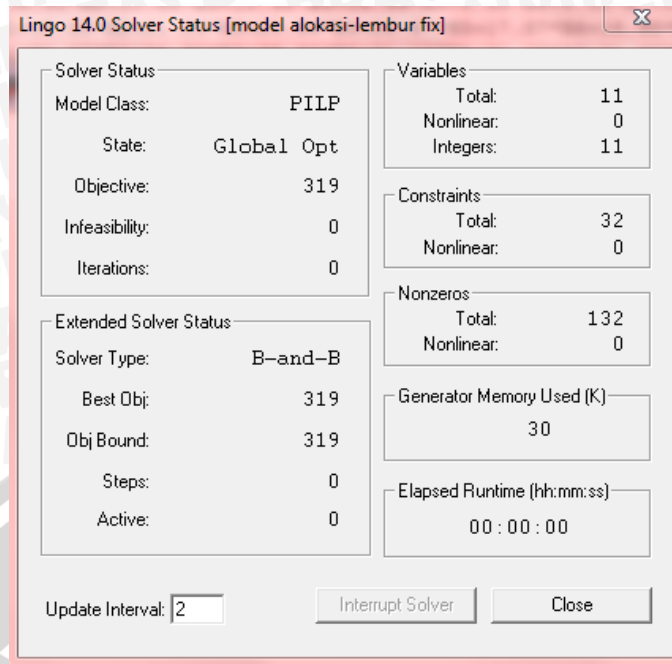 Lingo 14.0 Solver Status [model alokasi-lembur fix]
Solver Status
Model Class: PILP
State: Global Opt
Objective: 319
Infeasibility: 0
Iterations: 0
Extended Solver Status
Solver Type: B-and-B
Best Obj: 319
Obj Bound: 319
Steps: 0
Active: 0
Variables
Total: 11
Nonlinear: 0
Integers: 11
Constraints
Total: 32
Nonlinear: 0
Nonzeros
Total: 132
Nonlinear: 0
Generator Memory Used (K)
30
Elapsed Runtime (hh:mm:ss)
00:00:00
Update Interval: 2
Interrupt Solver
Close